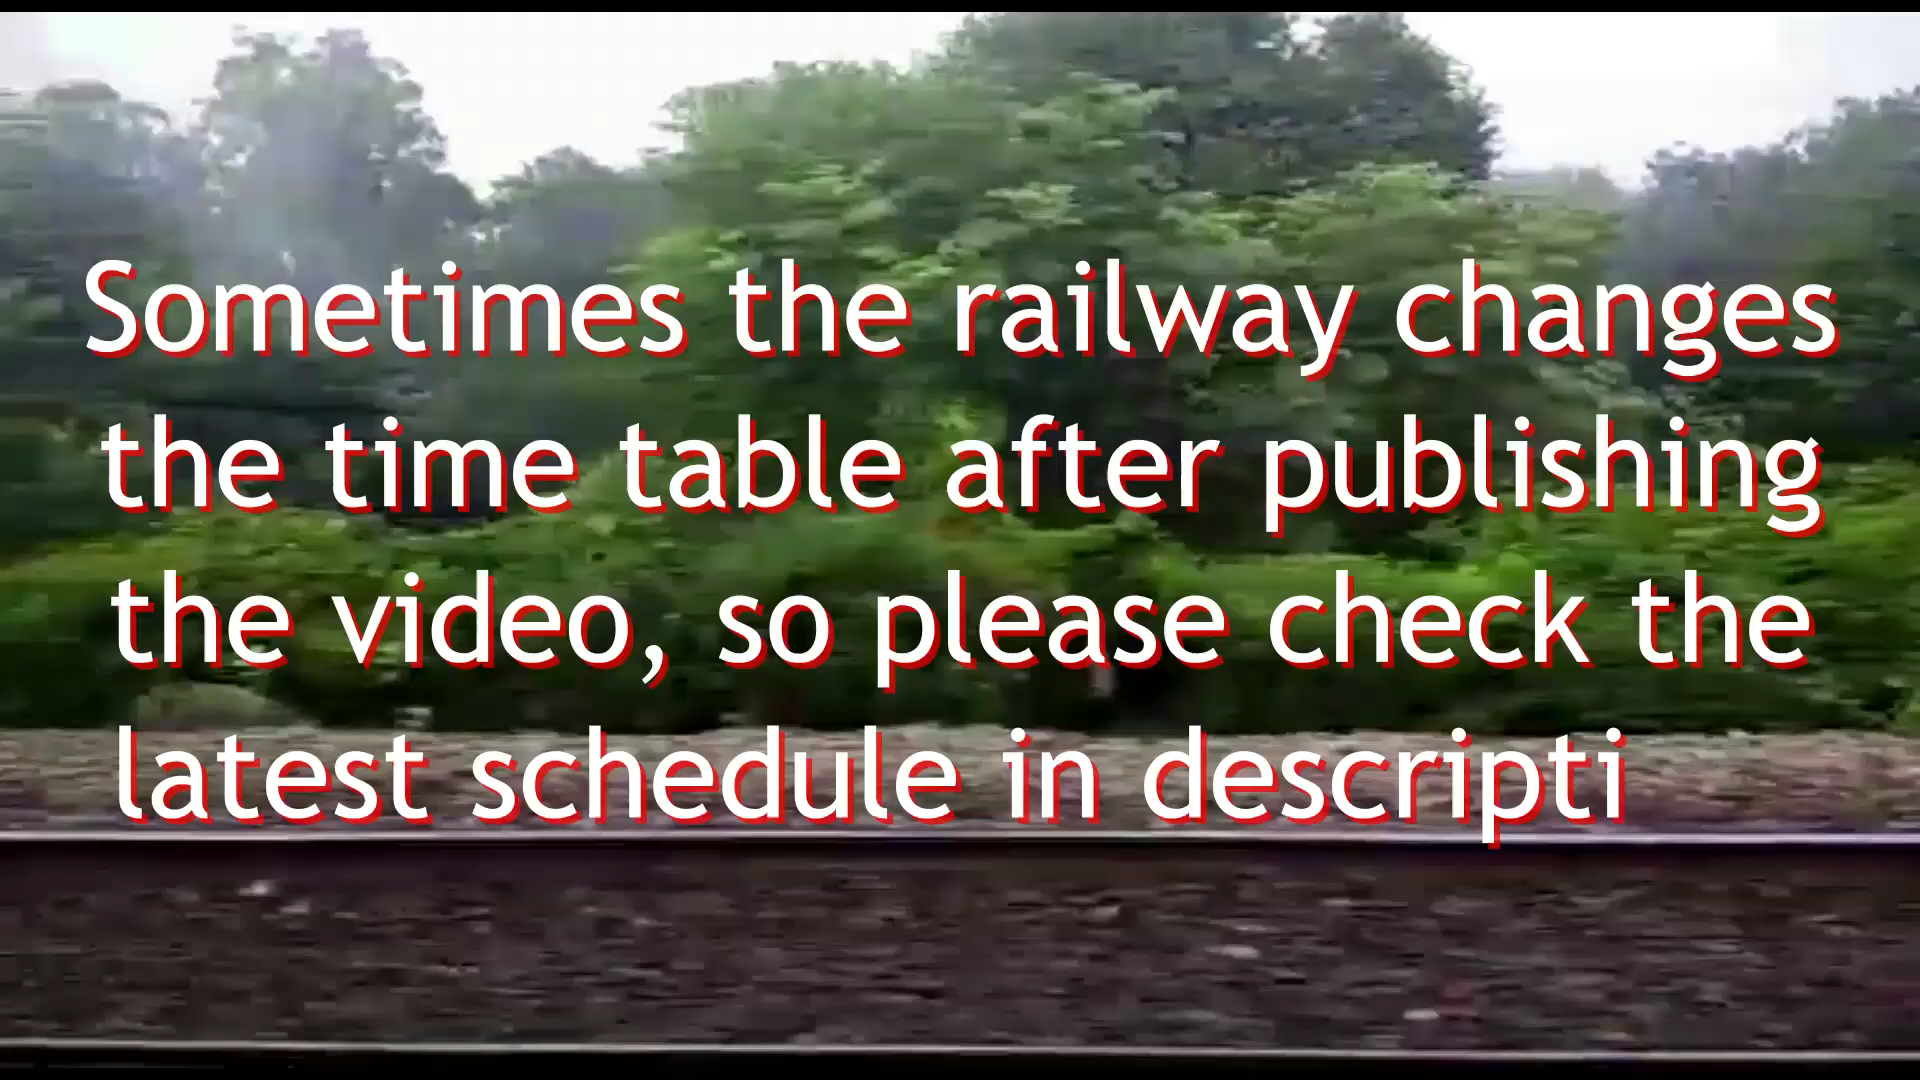 Sometimes the railway changes
the time table after publishing
the video, so please check the
latest schedule in descripti